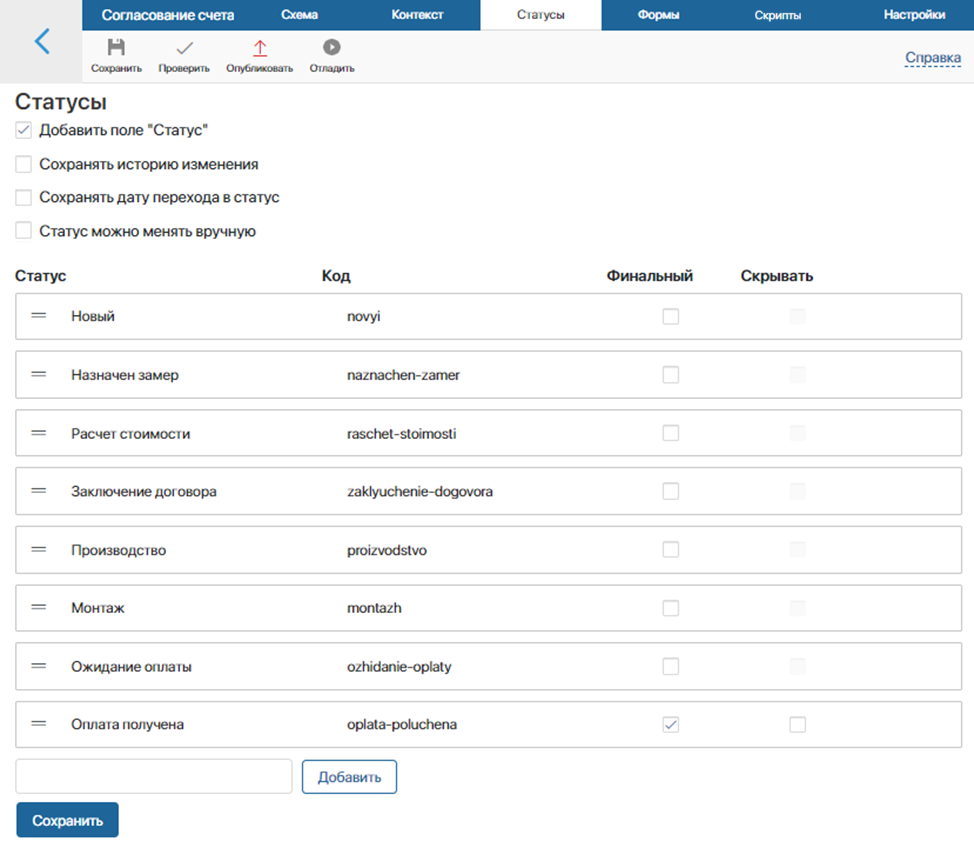 Согласование счета Схема Контекст Статусы Формы Скрипты Настройки
Сохранить Проверить Опубликовать Отладить Справка
Статусы
Добавить поле "Статус"
Сохранять историю изменения
Сохранять дату перехода в статус
Статус можно менять вручную
Статус Код Финальный Скрывать
Новый novyi
Назначен замер naznachen-zamer
Расчет стоимости raschet-stoimosti
Заключение договора zaklyuchenie-dogovora
Производство proizvodstvo
Монтаж montazh
Ожидание оплаты ozhidanie-oplaty
Оплата получена oplata-poluchena
Добавить
Сохранить